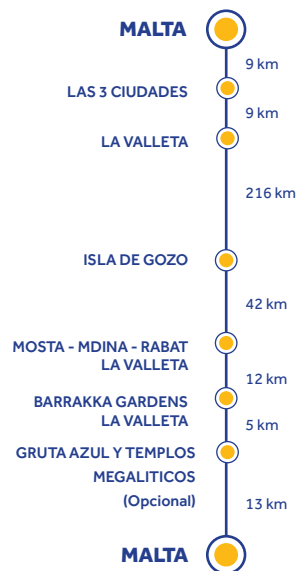 MALTA
9 km
LAS 3 CIUDADES
9 km
LA VALLETA
216 km
ISLA DE GOZO
42 km
MOSTA - MDINA - RABAT
LA VALLETA
12 km
BARRAKKA GARDENS
LA VALLETA
5 km
GRUTA AZUL Y TEMPLOS
MEGALITICOS
(Opcional)
13 km
MALTA